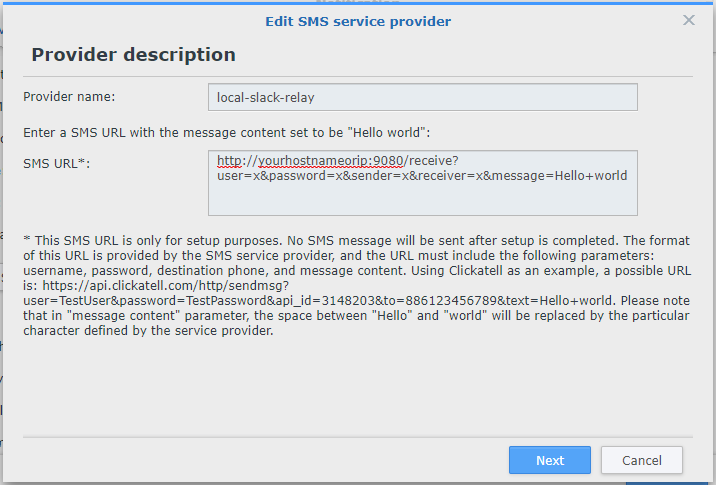 Edit SMS service provider
Provider description
Provider name:
local-slack-relay
Enter a SMS URL with the message content set to be "Hello world":
SMS URL*:
http://yourhostnameorip:9080/receive?
user=x&password=x&sender=x&receiver=x&message=Hello+world
* This SMS URL is only for setup purposes. No SMS message will be sent after setup is completed. The format
of this URL is provided by the SMS service provider, and the URL must include the following parameters:
username, password, destination phone, and message content. Using Clickatell as an example, a possible URL
is: https://api.clickatell.com/http/sendmsg?
user=TestUser&password=TestPassword&api_id=3148203&to=886123456789&text=Hello+world. Please note
that in "message content" parameter, the space between "Hello" and "world" will be replaced by the particular
character defined by the service provider.
Next
Cancel